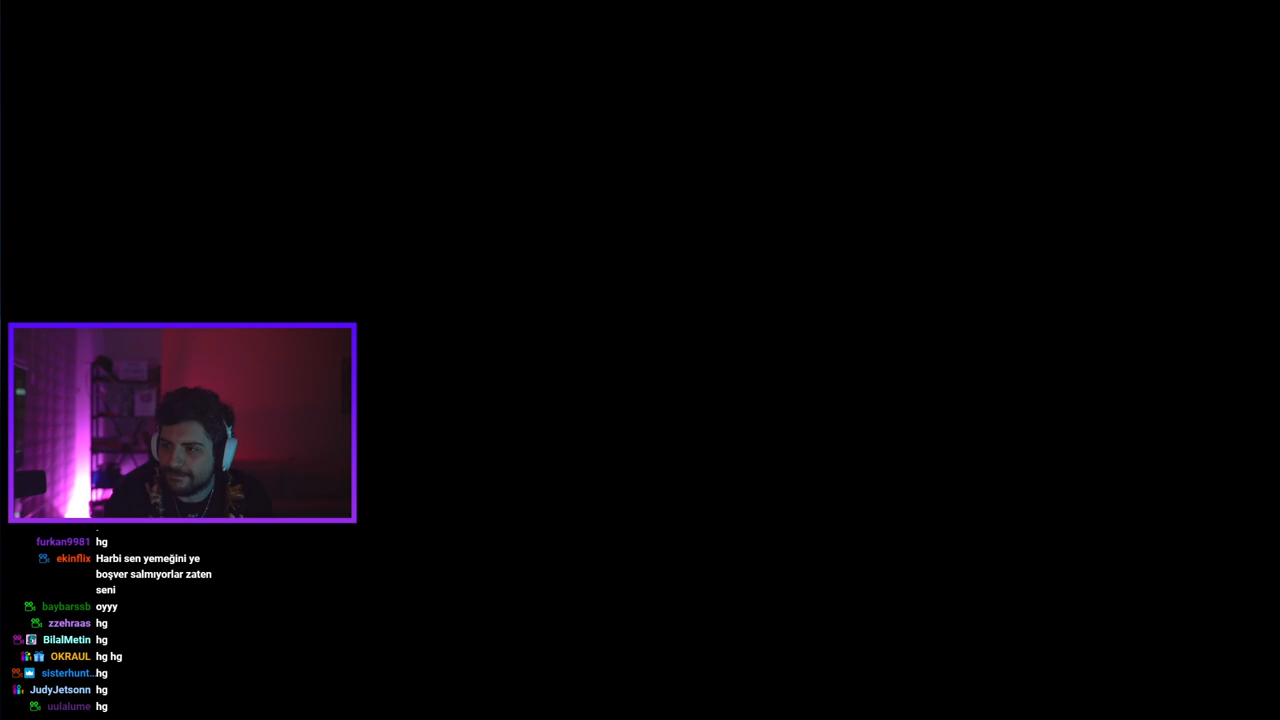 furkan9981 hg
ekinflix Harbi sen yemeğini ye
boşver salmıyorlar zaten
seni
baybarssb oyyy
zzehraas hg
BilalMetin hg
OKRAUL hg hg
sisterhunt... hg
JudyJetsonn hg
uulalume hg